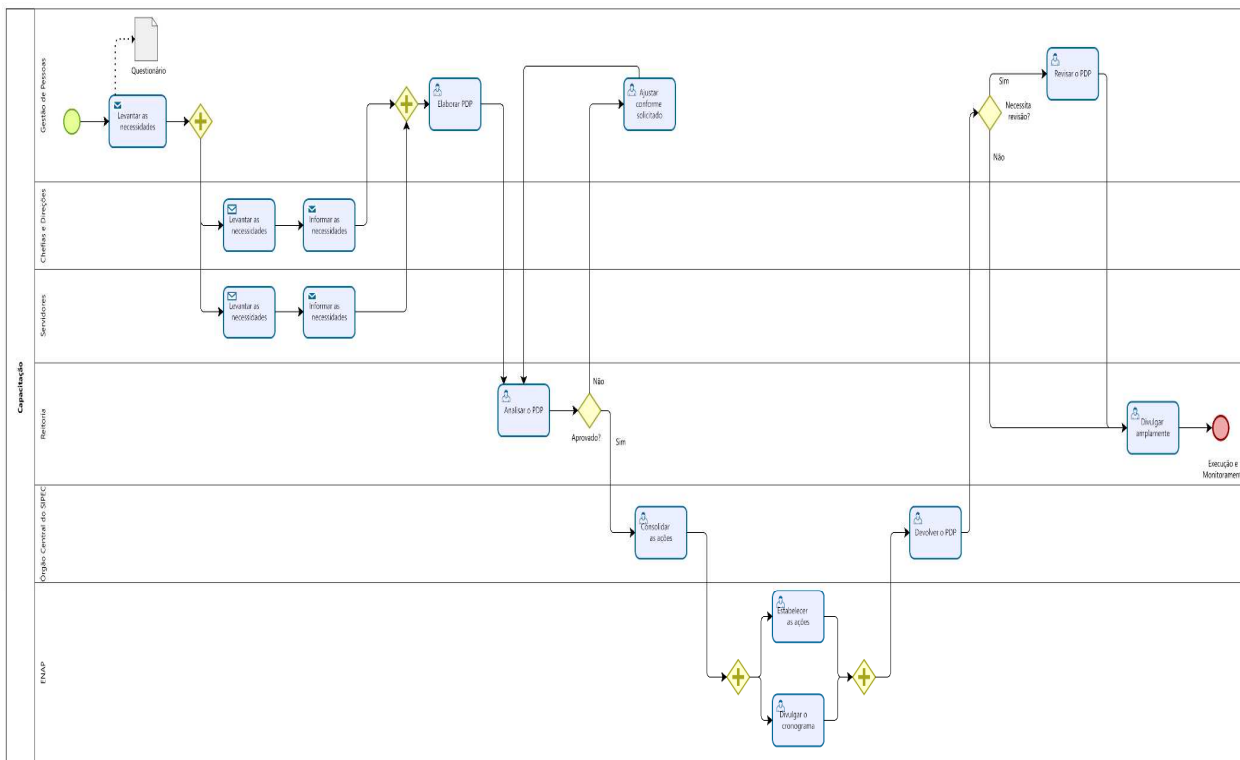 Capacitação
Gestão de Pessoas
Questionário
Levantar as
necessidades
Elaborar PDP
Ajustar
conforme
solicitado
Necessita
revisão?
Sim
Não
Revisar o PDP
Chefias e Direções
Levantar as
necessidades
Informar as
necessidades
Servidores
Levantar as
necessidades
Informar as
necessidades
Reitoria
Analisar o PDP
Aprovado?
Não
Sim
Divulgar
amplamente
Execução e
Monitorament
Órgão Central do SIPEC
Consolidar
as ações
Devolver o PDP
ENAP
Estabelecer
as ações
Divulgar o
cronograma